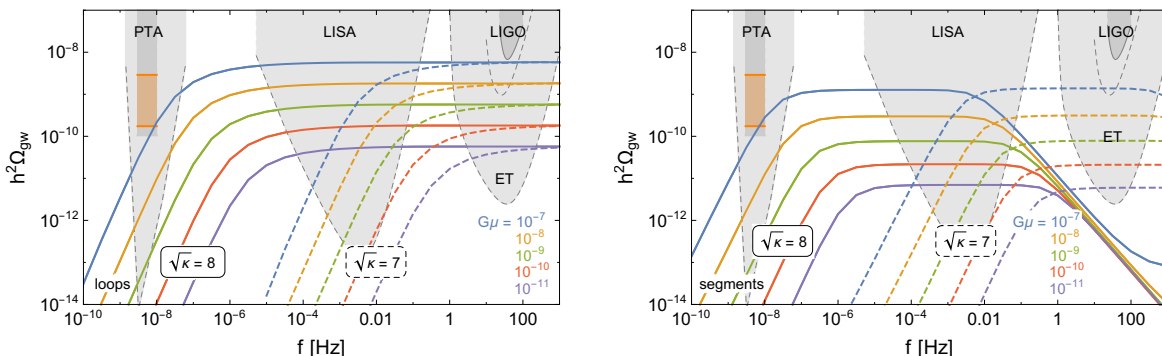 PTA
LISA
LIGO
ET
h²Ωgw
10⁻⁸
10⁻¹⁰
10⁻¹²
10⁻¹⁴
√κ = 8
√κ = 7
Gμ = 10⁻⁷
10⁻⁸
10⁻⁹
10⁻¹⁰
10⁻¹¹
loops
10⁻¹⁰ 10⁻⁸ 10⁻⁶ 10⁻⁴ 0.01 1 100
f [Hz]
PTA
LISA
LIGO
ET
h²Ωgw
10⁻⁸
10⁻¹⁰
10⁻¹²
10⁻¹⁴
√κ = 8
√κ = 7
Gμ = 10⁻⁷
10⁻⁸
10⁻⁹
10⁻¹⁰
10⁻¹¹
segments
10⁻¹⁰ 10⁻⁸ 10⁻⁶ 10⁻⁴ 0.01 1 100
f [Hz]